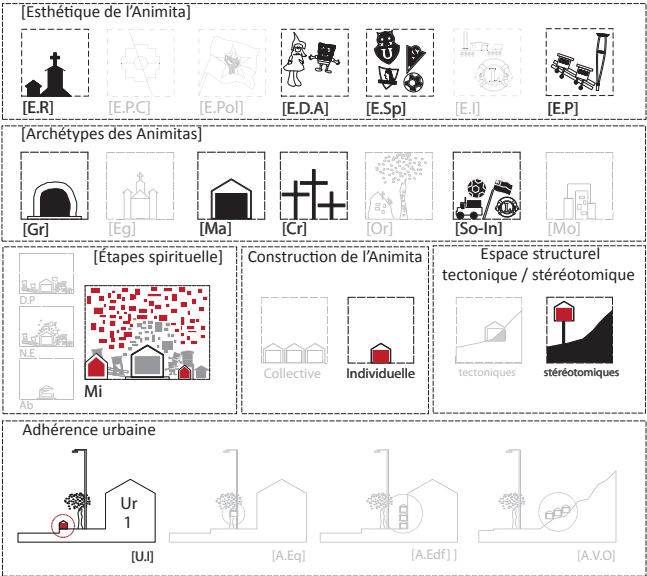 [Esthétique de l'Animita]
[E.R] [E.P.C] [E.Pol] [E.D.A] [E.Sp] [E.I] [E.P]
[Archétypes des Animitas]
[Gr] [Eg] [Ma] [Cr] [Or] [So-In] [Mo]
[Étapes spirituelle]
D.P
N.E
Ab
Mi
Construction de l'Animita
Collective Individuelle
Espace structurel
tectonique / stéréotomique
tectoniques stéréotomiques
Adhérence urbaine
Ur
1
[U.I] [A.Eq] [A.Edf] ] [A.V.O]